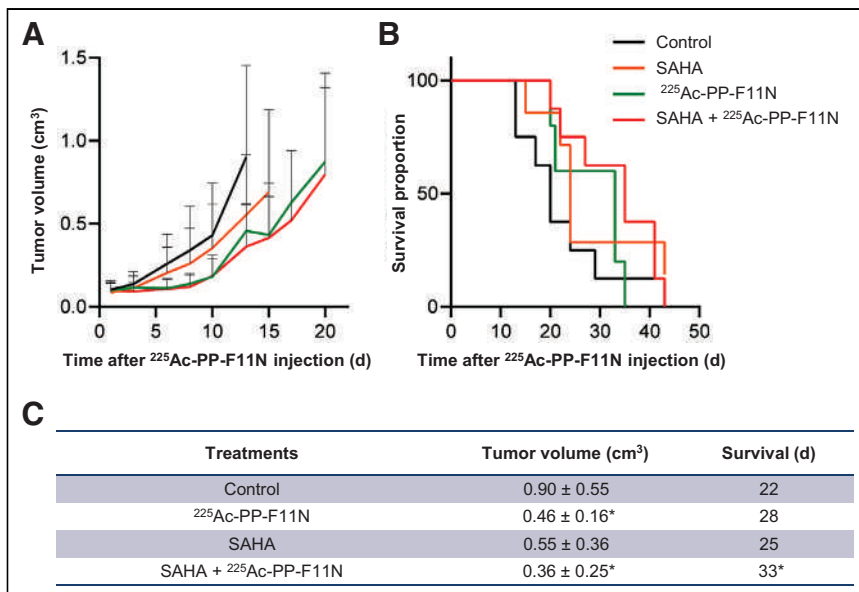 A
Tumor volume (cm³)
1.5
1.0
0.5
0.0
0 5 10 15 20
Time after ²²⁵Ac-PP-F11N injection (d)
B
Survival proportion
100
50
0
0 10 20 30 40 50
Time after ²²⁵Ac-PP-F11N injection (d)
Control
SAHA
²²⁵Ac-PP-F11N
SAHA + ²²⁵Ac-PP-F11N
C
Treatments Tumor volume (cm³) Survival (d)
Control 0.90 ± 0.55 22
²²⁵Ac-PP-F11N 0.46 ± 0.16* 28
SAHA 0.55 ± 0.36 25
SAHA + ²²⁵Ac-PP-F11N 0.36 ± 0.25* 33*